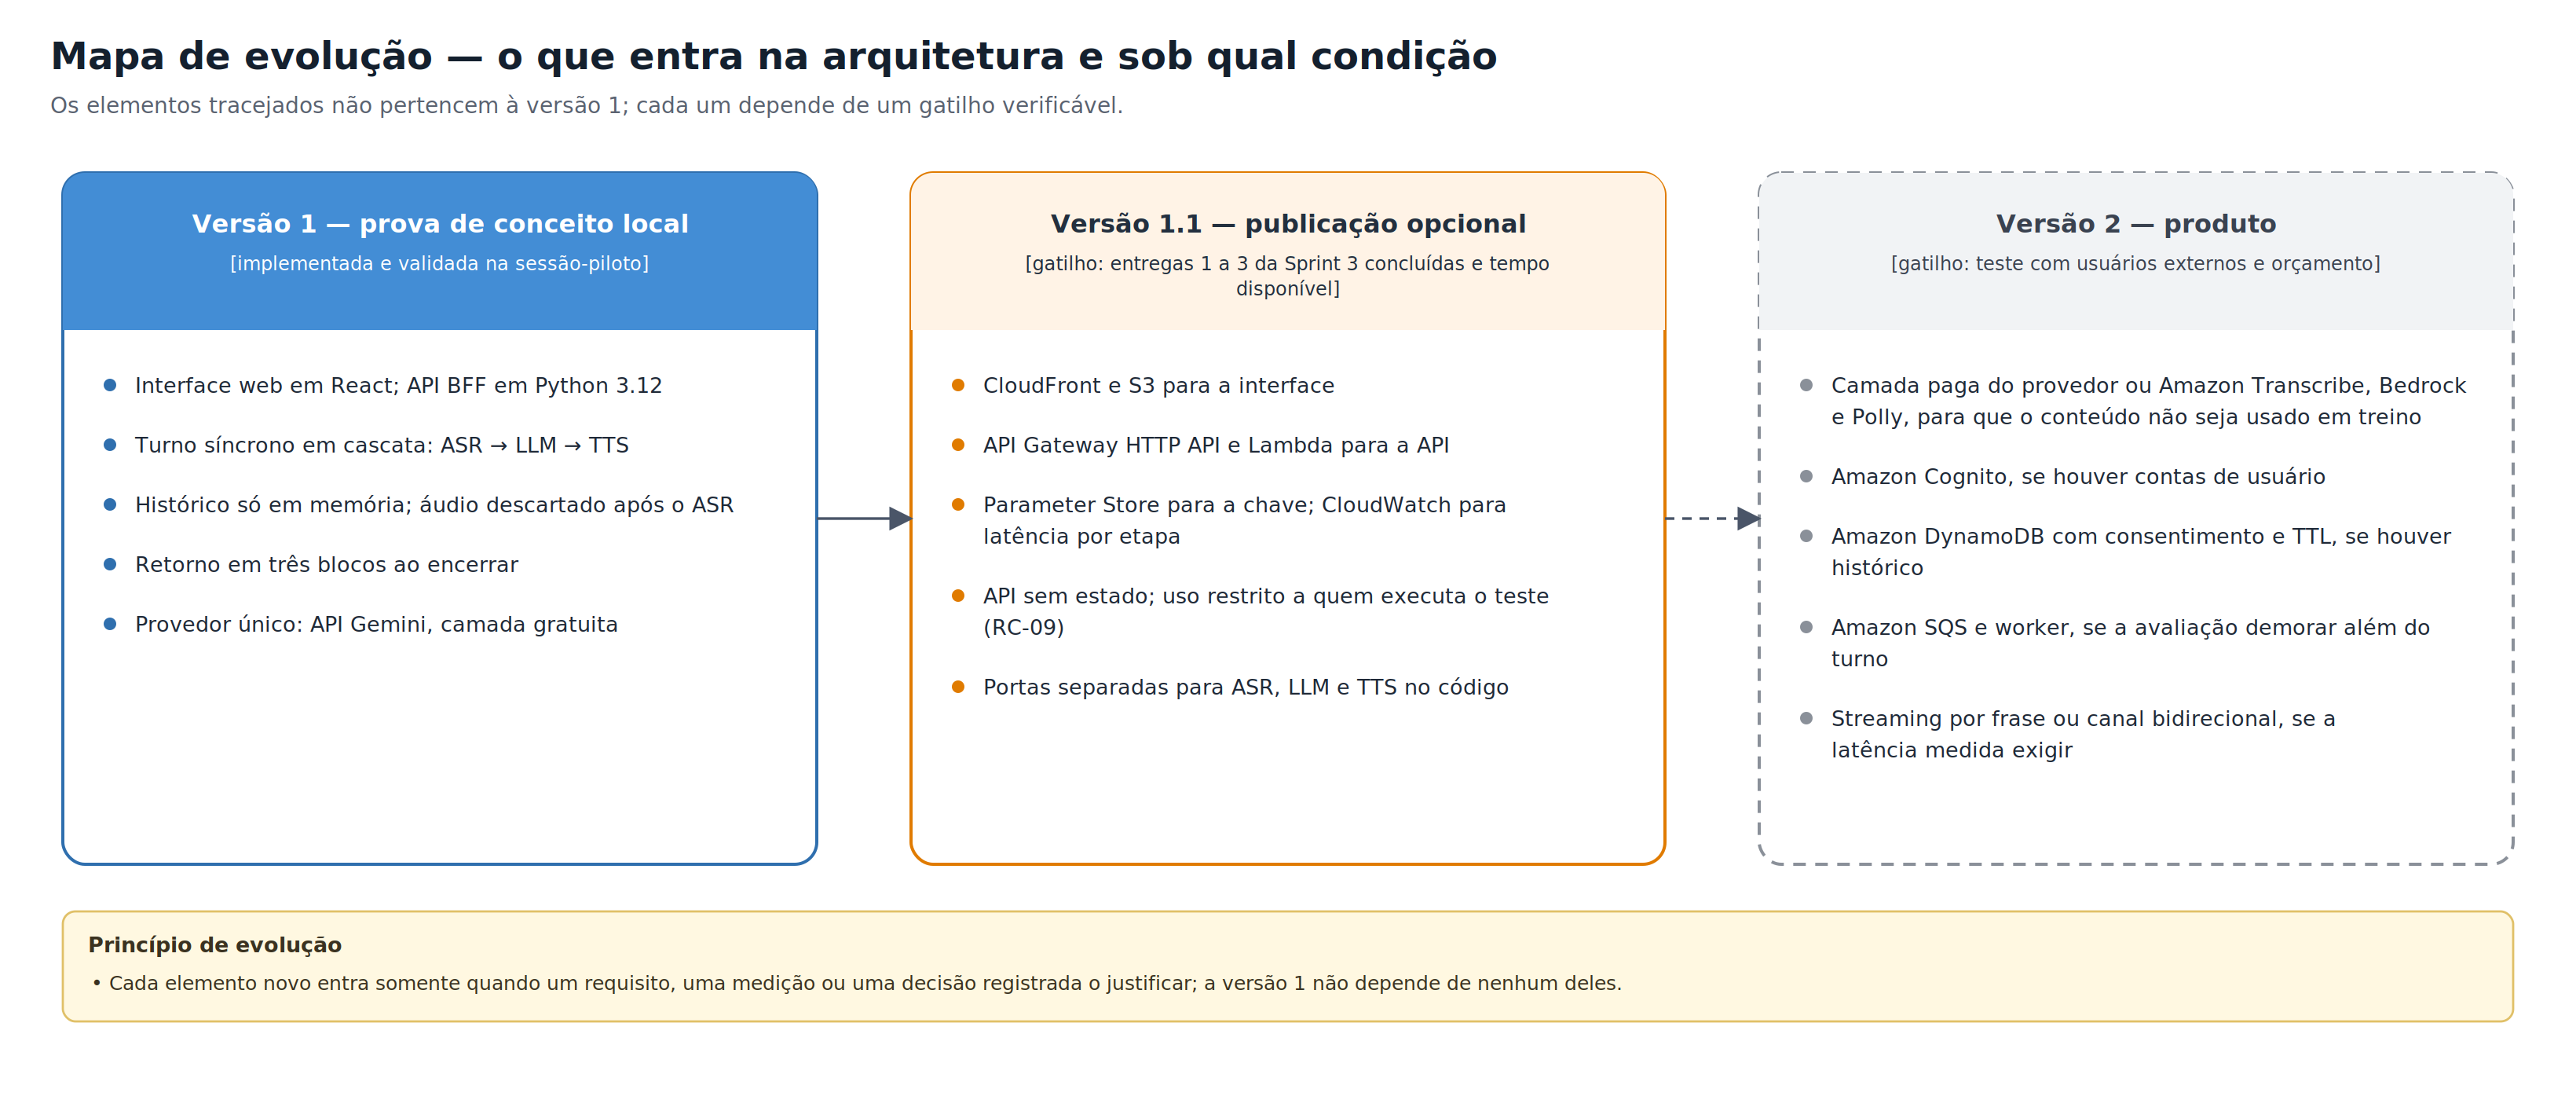 Mapa de evolução — o que entra na arquitetura e sob qual condição
Os elementos tracejados não pertencem à versão 1; cada um depende de um gatilho verificável.
Versão 1 — prova de conceito local
[implementada e validada na sessão-piloto]
• Interface web em React; API BFF em Python 3.12
• Turno síncrono em cascata: ASR → LLM → TTS
• Histórico só em memória; áudio descartado após o ASR
• Retorno em três blocos ao encerrar
• Provedor único: API Gemini, camada gratuita
Versão 1.1 — publicação opcional
[gatilho: entregas 1 a 3 da Sprint 3 concluídas e tempo
disponível]
• CloudFront e S3 para a interface
• API Gateway HTTP API e Lambda para a API
• Parameter Store para a chave; CloudWatch para
latência por etapa
• API sem estado; uso restrito a quem executa o teste
(RC-09)
• Portas separadas para ASR, LLM e TTS no código
Versão 2 — produto
[gatilho: teste com usuários externos e orçamento]
• Camada paga do provedor ou Amazon Transcribe, Bedrock
e Polly, para que o conteúdo não seja usado em treino
• Amazon Cognito, se houver contas de usuário
• Amazon DynamoDB com consentimento e TTL, se houver
histórico
• Amazon SQS e worker, se a avaliação demorar além do
turno
• Streaming por frase ou canal bidirecional, se a
latência medida exigir
Princípio de evolução
• Cada elemento novo entra somente quando um requisito, uma medição ou uma decisão registrada o justificar; a versão 1 não depende de nenhum deles.